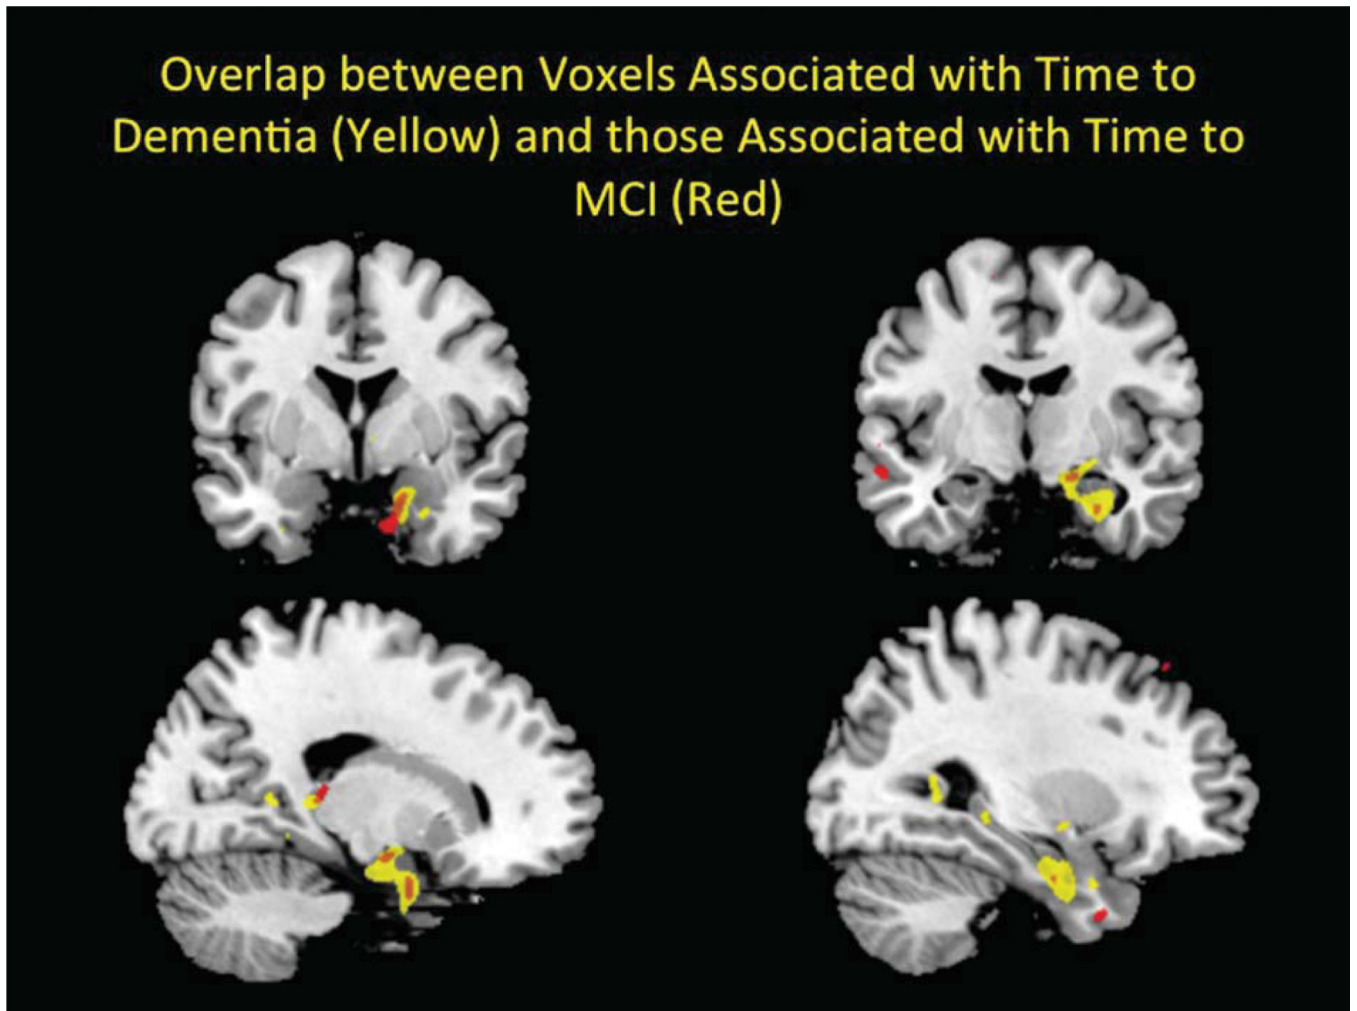 Overlap between Voxels Associated with Time to
Dementia (Yellow) and those Associated with Time to
MCI (Red)